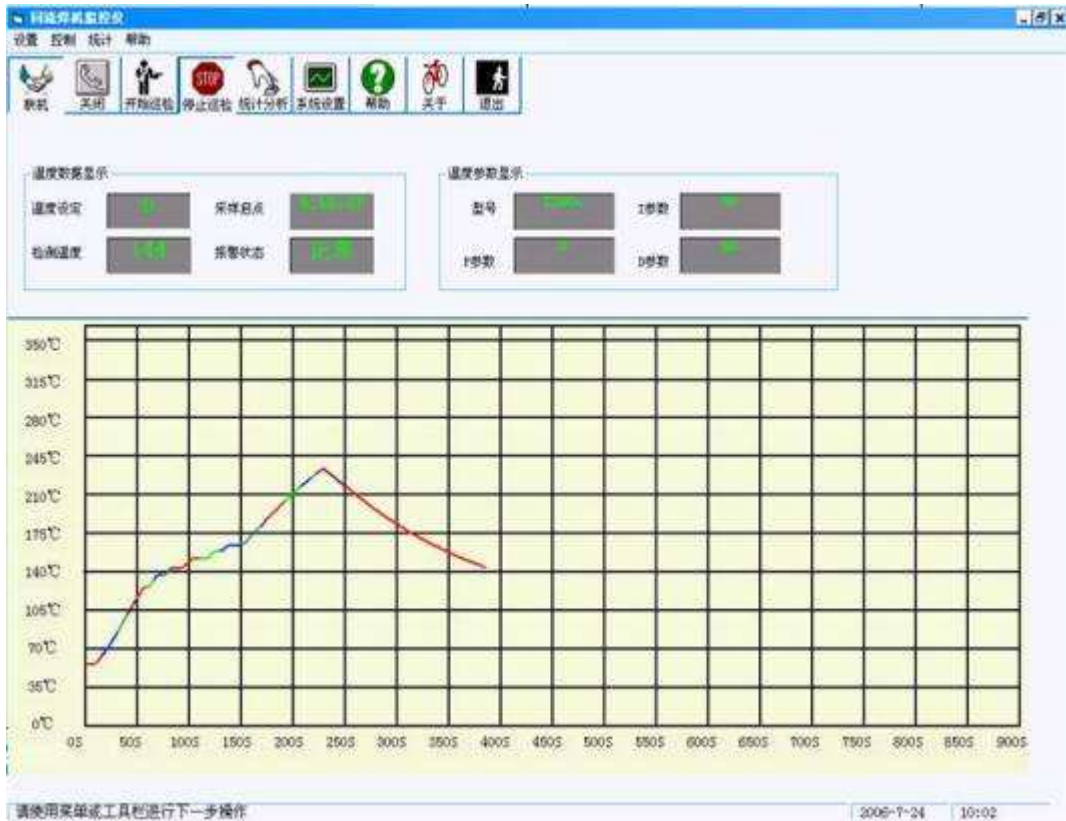 回流焊机监控仪
设置 控制 统计 帮助
STOP ?
联机 关闭 开始巡检 停止巡检 统计分析 系统设置 帮助 关于 退出
温度数据显示 温度参数显示
温度设定 采样启点 型号 I参数
检测温度 144 报警状态 P参数 D参数
350℃
315℃
280℃
245℃
210℃
175℃
140℃
105℃
70℃
35℃
0℃
0S 50S 100S 150S 200S 250S 300S 350S 400S 450S 500S 550S 600S 650S 700S 750S 800S 850S 900S
请使用菜单或工具栏进行下一步操作 2006-7-24 10:02